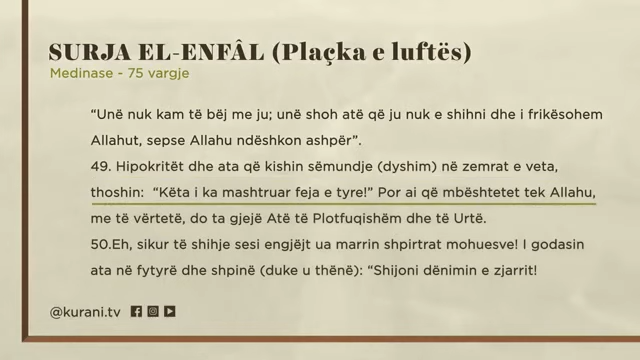 SURJA EL-ENFÂL (Plaçka e luftës)
Medinase - 75 vargje
“Unë nuk kam të bëj me ju; unë shoh atë që ju nuk e shihni dhe i frikësohem
Allahut, sepse Allahu ndëshkon ashpër”.
49. Hipokritët dhe ata që kishin sëmundje (dyshim) në zemrat e veta,
thoshin:  “Këta i ka mashtruar feja e tyre!” Por ai që mbështetet tek Allahu,
me të vërtetë, do ta gjejë Atë të Plotfuqishëm dhe të Urtë.
50.Eh, sikur të shihje sesi engjëjt ua marrin shpirtrat mohuesve! I godasin
ata në fytyrë dhe shpinë (duke u thënë): “Shijoni dënimin e zjarrit!
@kurani.tv